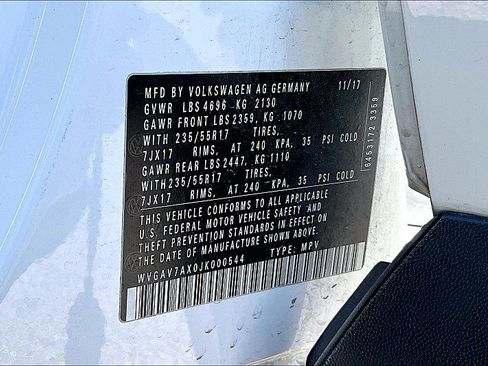 MFD BY VOLKSWAGEN AG GERMANY 11/17
GVWR LBS 4696 KG 2130
GAWR FRONT LBS 2359, KG 1070
WITH 235/55R17 TIRES,
7JX17 RIMS, AT 240 KPA, 35 PSI COLD
GAWR REAR LBS 2447, KG 1110
WITH 235/55R17 TIRES,
7JX17 RIMS, AT 240 KPA, 35 PSI COLD
THIS VEHICLE CONFORMS TO ALL APPLICABLE
U.S. FEDERAL MOTOR VEHICLE SAFETY AND
THEFT PREVENTION STANDARDS IN EFFECT ON
THE DATE OF MANUFACTURE SHOWN ABOVE.
WVGAV7AX0JK000544 TYPE: MPV
6453172 3359